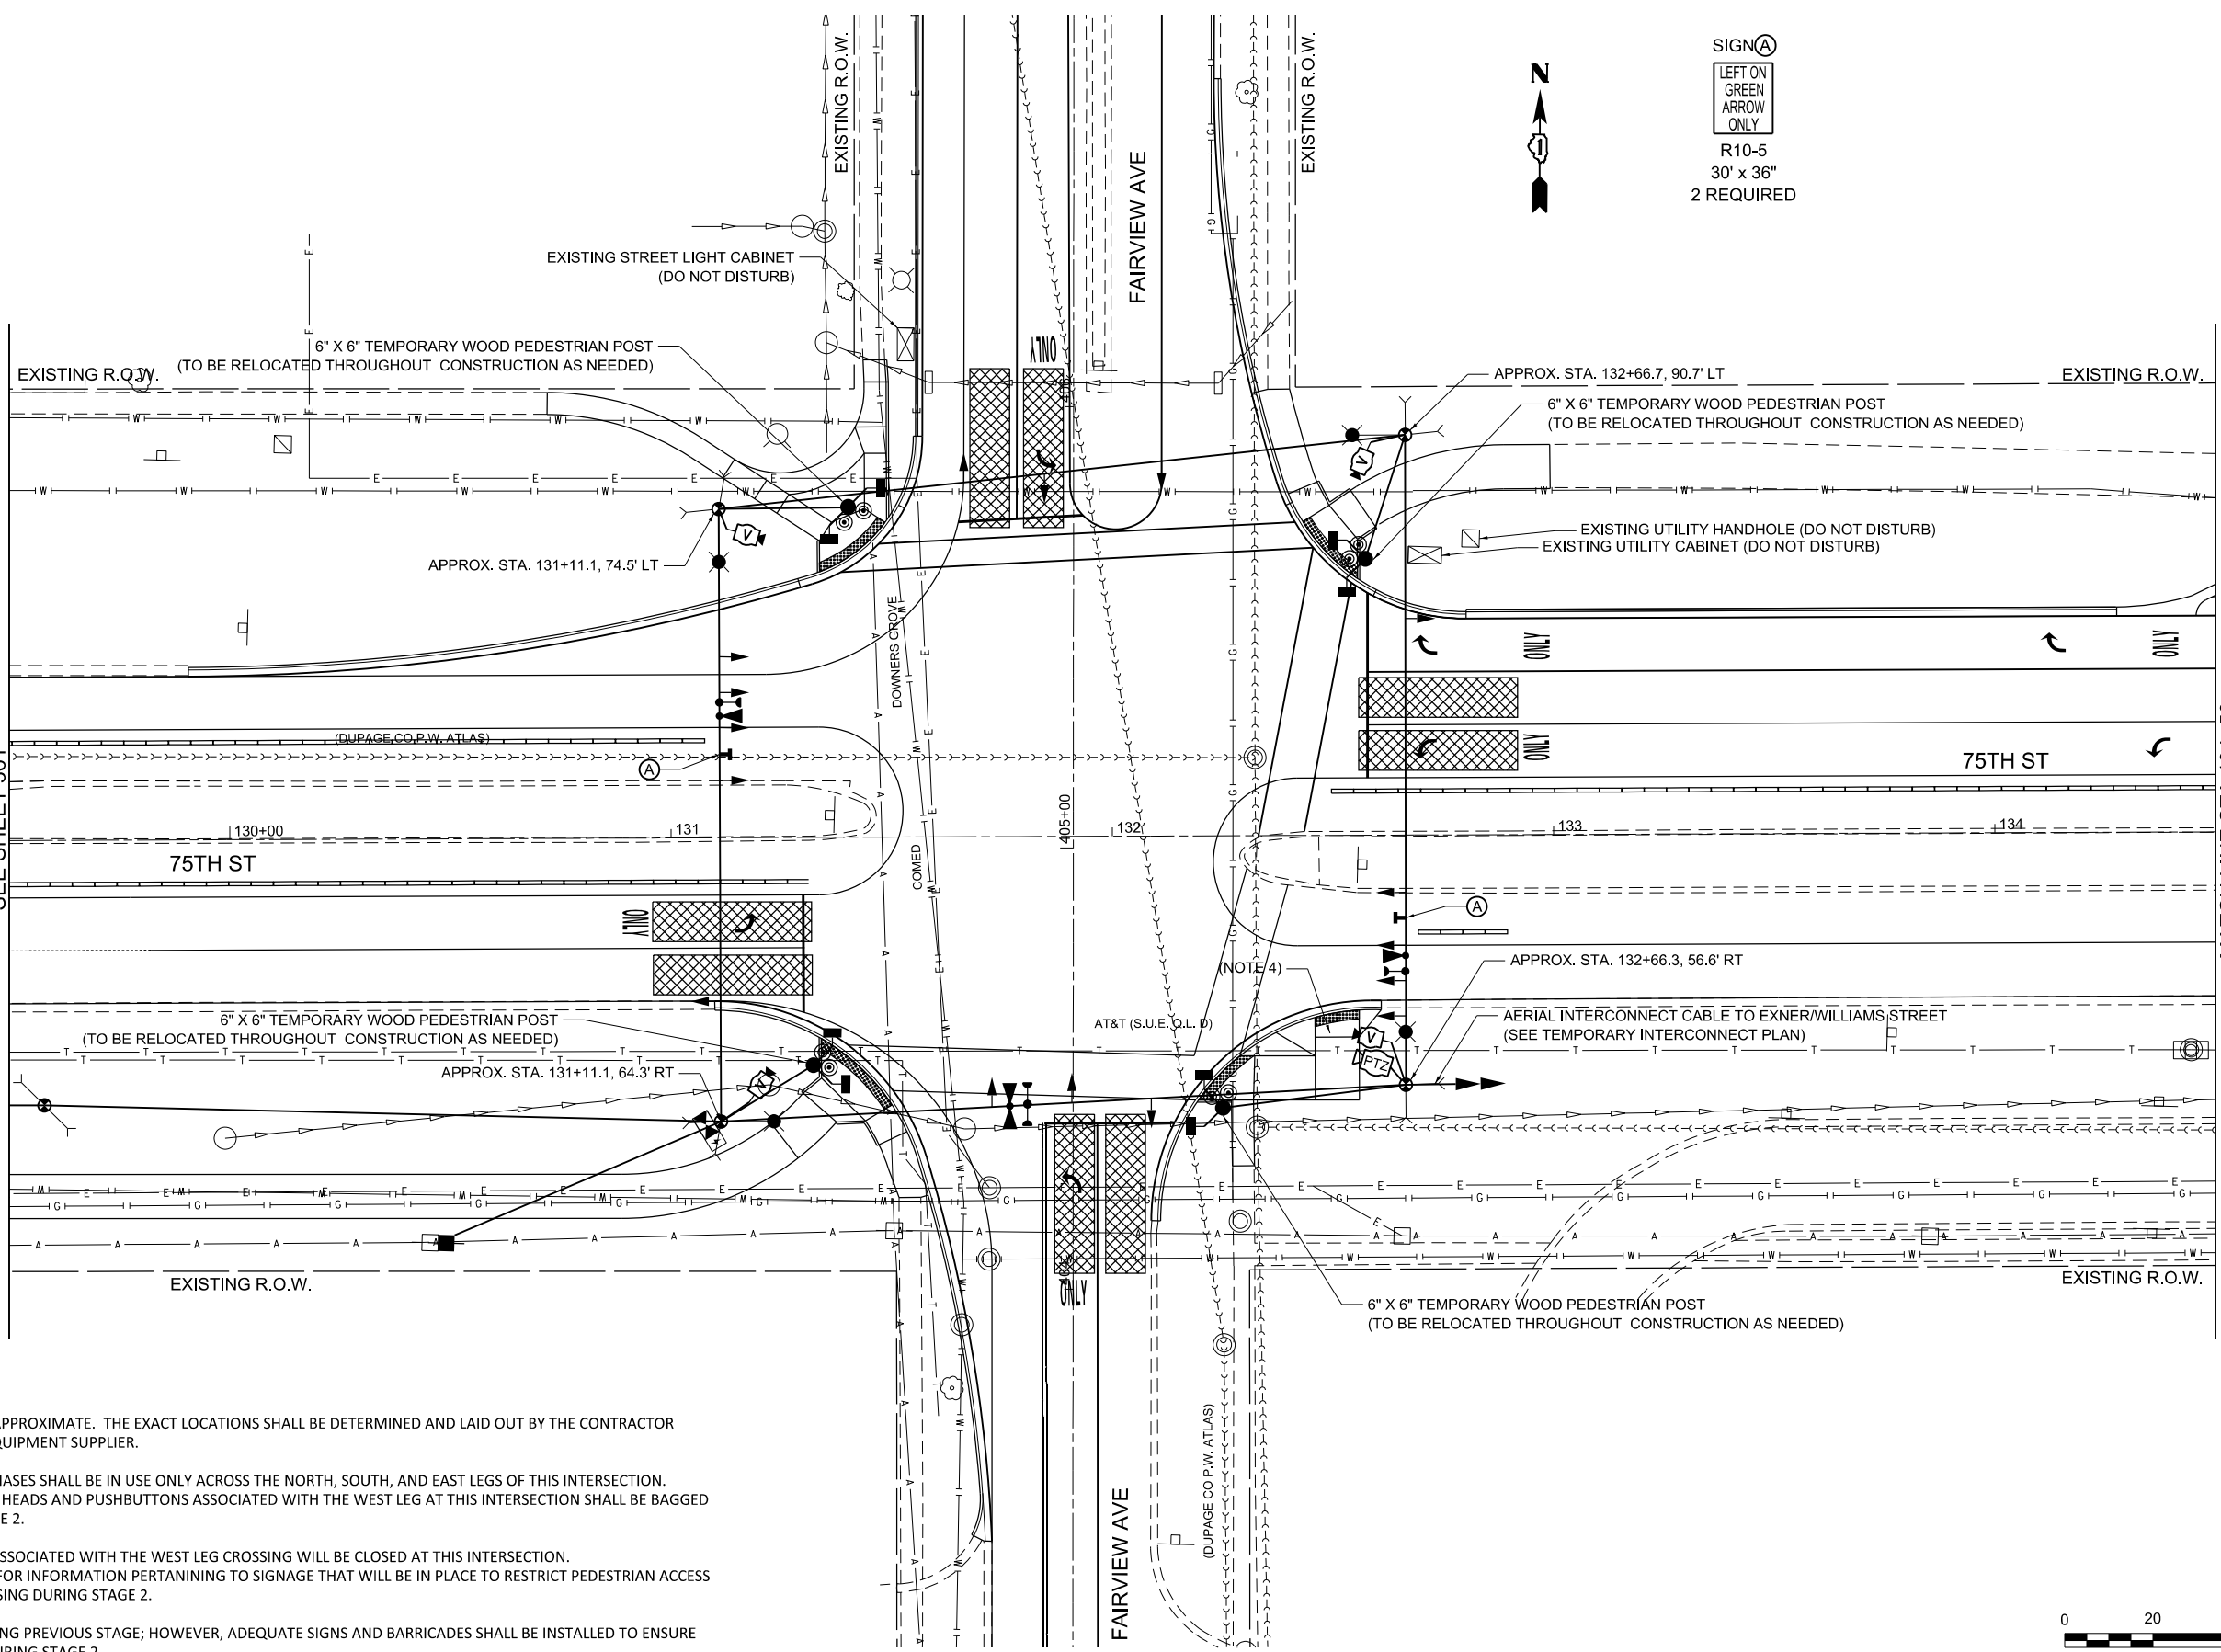 SIGN Ⓐ
LEFT ON
GREEN
ARROW
ONLY
R10-5
30' x 36"
2 REQUIRED
N
EXISTING R.O.W.
EXISTING R.O.W.
FAIRVIEW AVE
EXISTING STREET LIGHT CABINET
(DO NOT DISTURB)
6" X 6" TEMPORARY WOOD PEDESTRIAN POST
(TO BE RELOCATED THROUGHOUT CONSTRUCTION AS NEEDED)
EXISTING R.O.W.
ONLY
APPROX. STA. 132+66.7, 90.7' LT
EXISTING R.O.W.
6" X 6" TEMPORARY WOOD PEDESTRIAN POST
(TO BE RELOCATED THROUGHOUT CONSTRUCTION AS NEEDED)
V
V
EXISTING UTILITY HANDHOLE (DO NOT DISTURB)
EXISTING UTILITY CABINET (DO NOT DISTURB)
APPROX. STA. 131+11.1, 74.5' LT
DOWNERS GROVE
ONLY
ONLY
ONLY
(DUPAGE CO P.W. ATLAS)
A
75TH ST
130+00
131
405+00
132
133
134
75TH ST
COMED
ONLY
A
(NOTE 4)
APPROX. STA. 132+66.3, 56.6' RT
6" X 6" TEMPORARY WOOD PEDESTRIAN POST
(TO BE RELOCATED THROUGHOUT CONSTRUCTION AS NEEDED)
AT&T (S.U.E. Q.L. D)
AERIAL INTERCONNECT CABLE TO EXNER/WILLIAMS STREET
(SEE TEMPORARY INTERCONNECT PLAN)
V
PTZ
APPROX. STA. 131+11.1, 64.3' RT
V
EXISTING R.O.W.
ONLY
EXISTING R.O.W.
6" X 6" TEMPORARY WOOD PEDESTRIAN POST
(TO BE RELOCATED THROUGHOUT CONSTRUCTION AS NEEDED)
(DUPAGE CO P.W. ATLAS)
FAIRVIEW AVE
APPROXIMATE. THE EXACT LOCATIONS SHALL BE DETERMINED AND LAID OUT BY THE CONTRACTOR
QUIPMENT SUPPLIER.
HASES SHALL BE IN USE ONLY ACROSS THE NORTH, SOUTH, AND EAST LEGS OF THIS INTERSECTION.
HEADS AND PUSHBUTTONS ASSOCIATED WITH THE WEST LEG AT THIS INTERSECTION SHALL BE BAGGED
E 2.
SSOCIATED WITH THE WEST LEG CROSSING WILL BE CLOSED AT THIS INTERSECTION.
FOR INFORMATION PERTANINING TO SIGNAGE THAT WILL BE IN PLACE TO RESTRICT PEDESTRIAN ACCESS
SING DURING STAGE 2.
NG PREVIOUS STAGE; HOWEVER, ADEQUATE SIGNS AND BARRICADES SHALL BE INSTALLED TO ENSURE
0 20